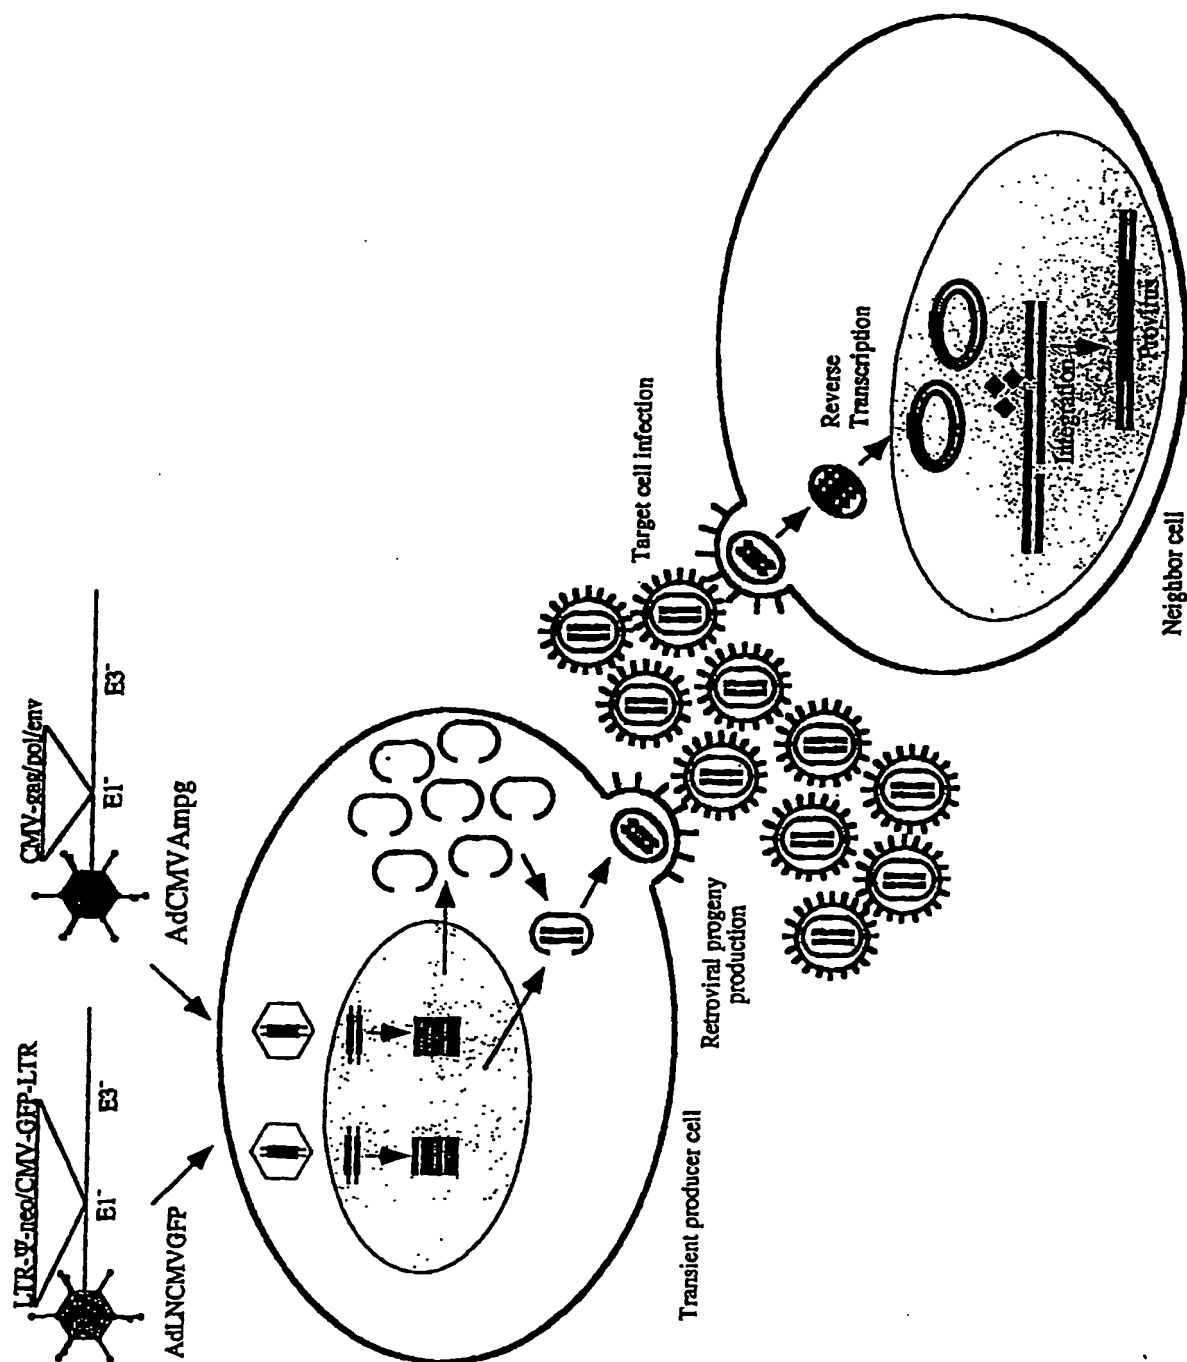 LTR-Ψ-neo/CMV-GFP-LTR
E1⁻ E3⁻
AdLNCMVGFP
CMV-gag/pol/env
E1⁻ E3⁻
AdCMVAmpg
Transient producer cell
Retroviral progeny
production
Target cell infection
Reverse
Transcription
Integration
Provirus
Neighbor cell